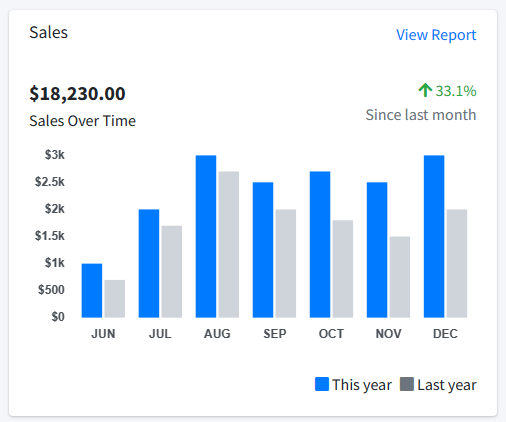 Sales
View Report
$18,230.00
33.1%
Sales Over Time
Since last month
$3k
$2.5k
$2k
$1.5k
$1k
$500
$0
JUN JUL AUG SEP OCT NOV DEC
This year Last year